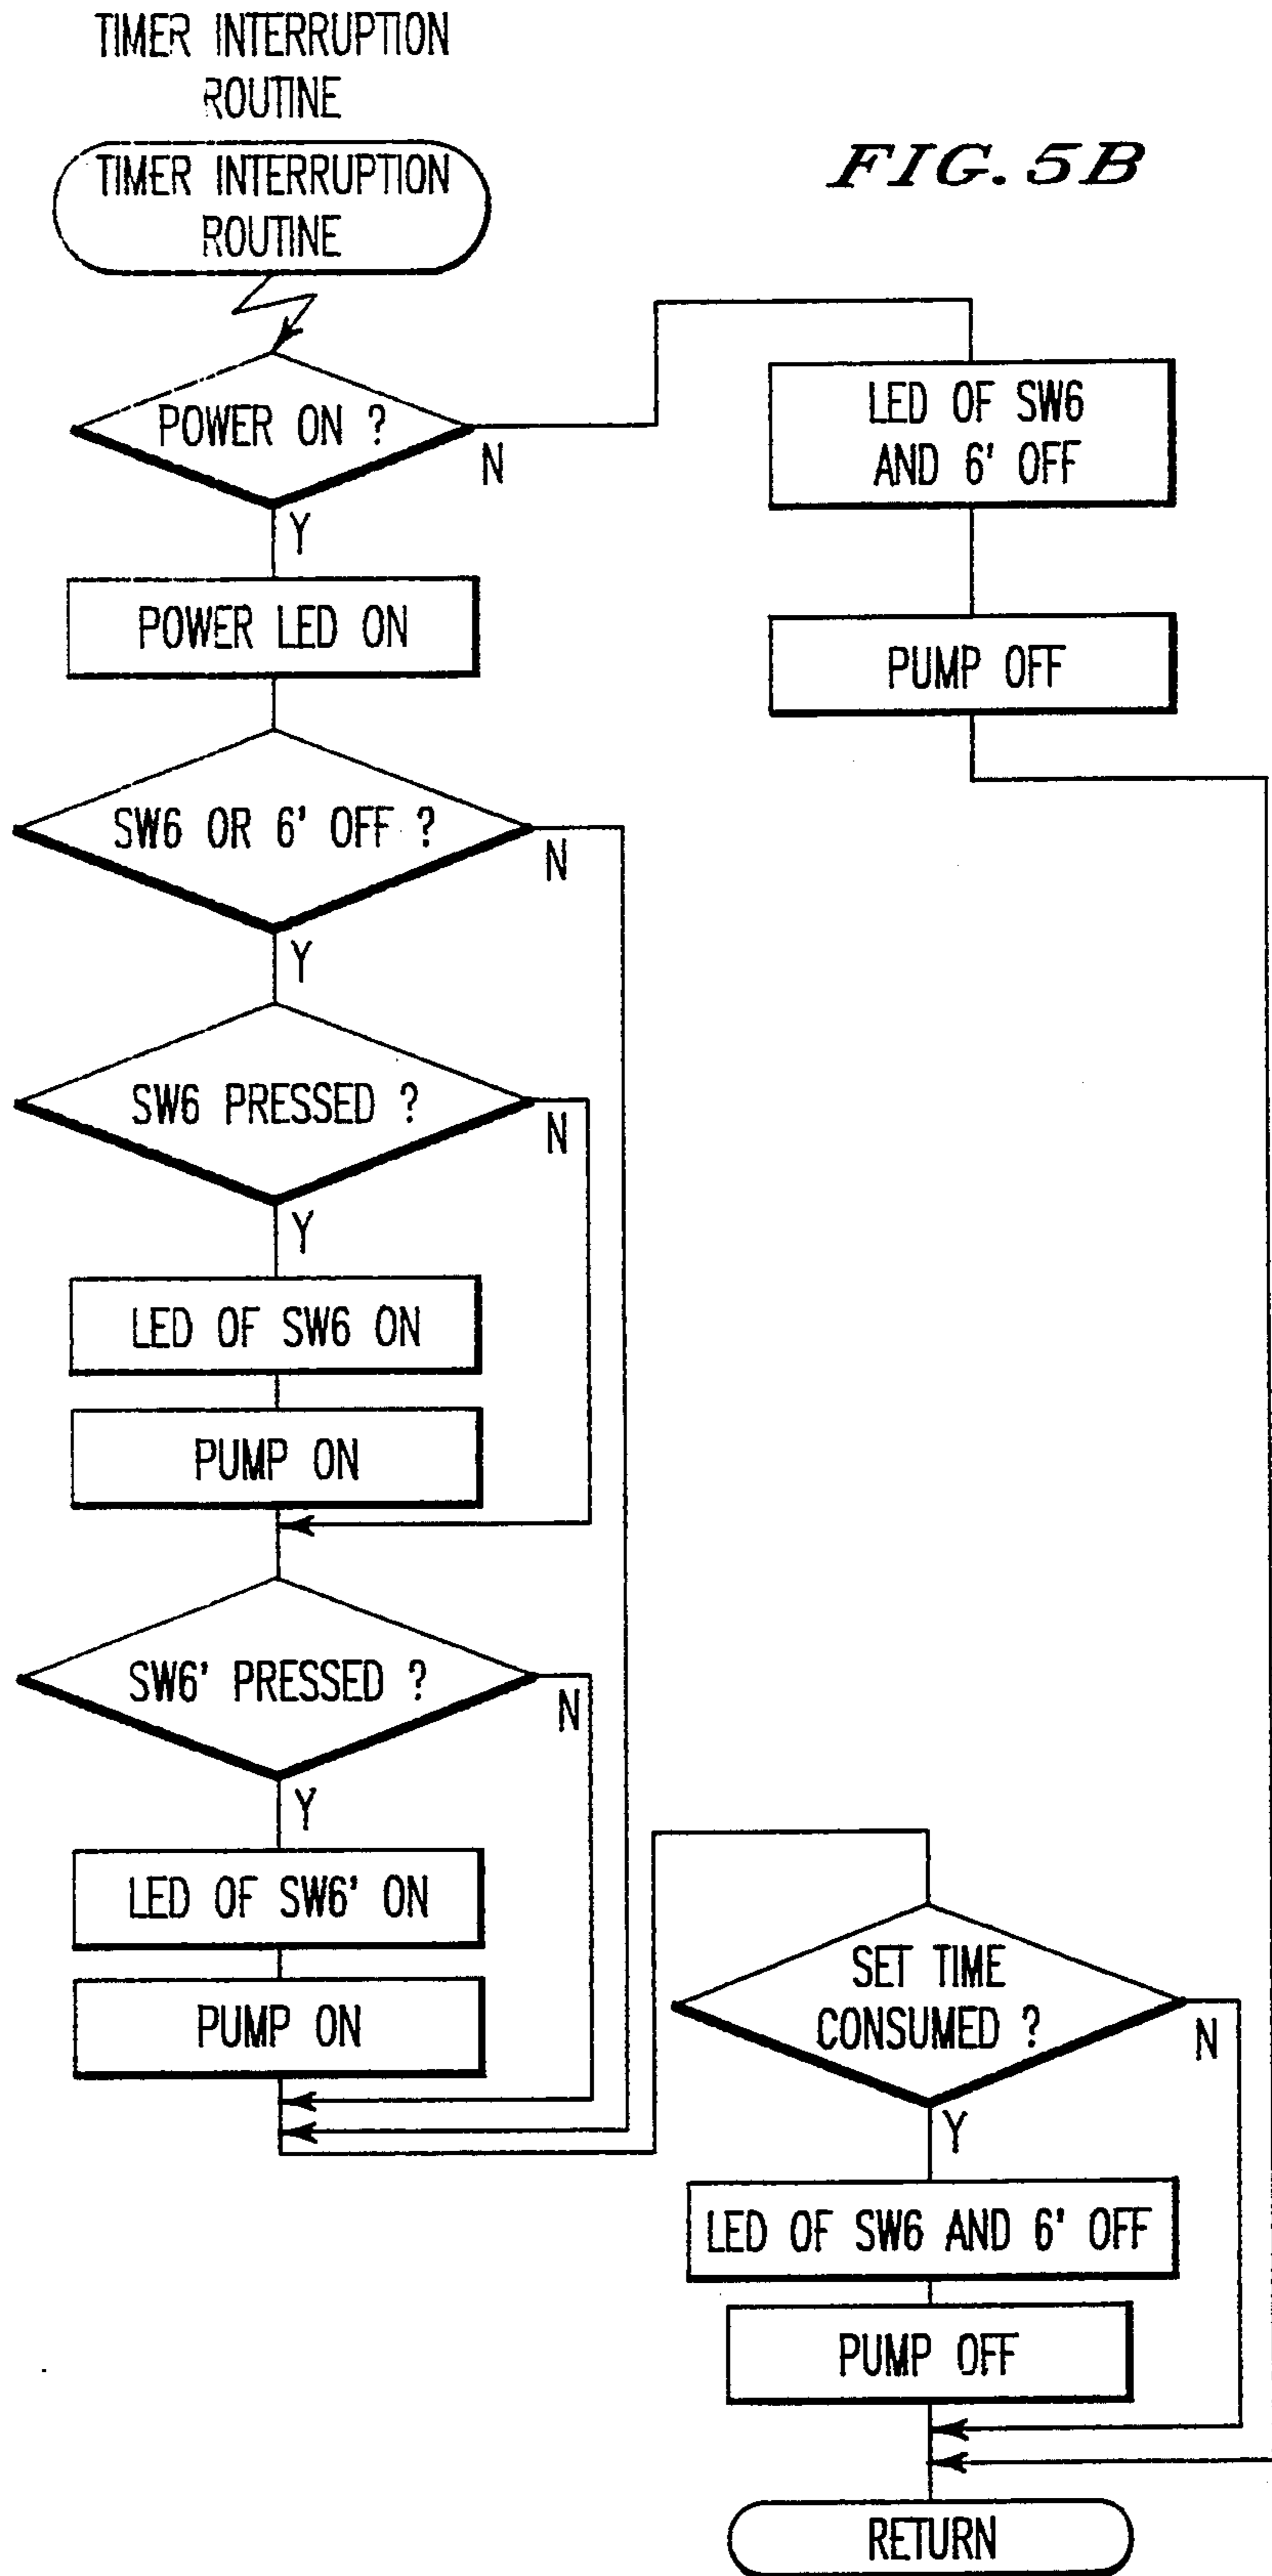 TIMER INTERRUPTION
ROUTINE
FIG. 5B
TIMER INTERRUPTION
ROUTINE
POWER ON ?
N
Y
LED OF SW6
AND 6' OFF
POWER LED ON
PUMP OFF
SW6 OR 6' OFF ?
N
Y
SW6 PRESSED ?
N
Y
LED OF SW6 ON
PUMP ON
SW6' PRESSED ?
N
Y
LED OF SW6' ON
PUMP ON
SET TIME
CONSUMED ?
N
Y
LED OF SW6 AND 6' OFF
PUMP OFF
RETURN